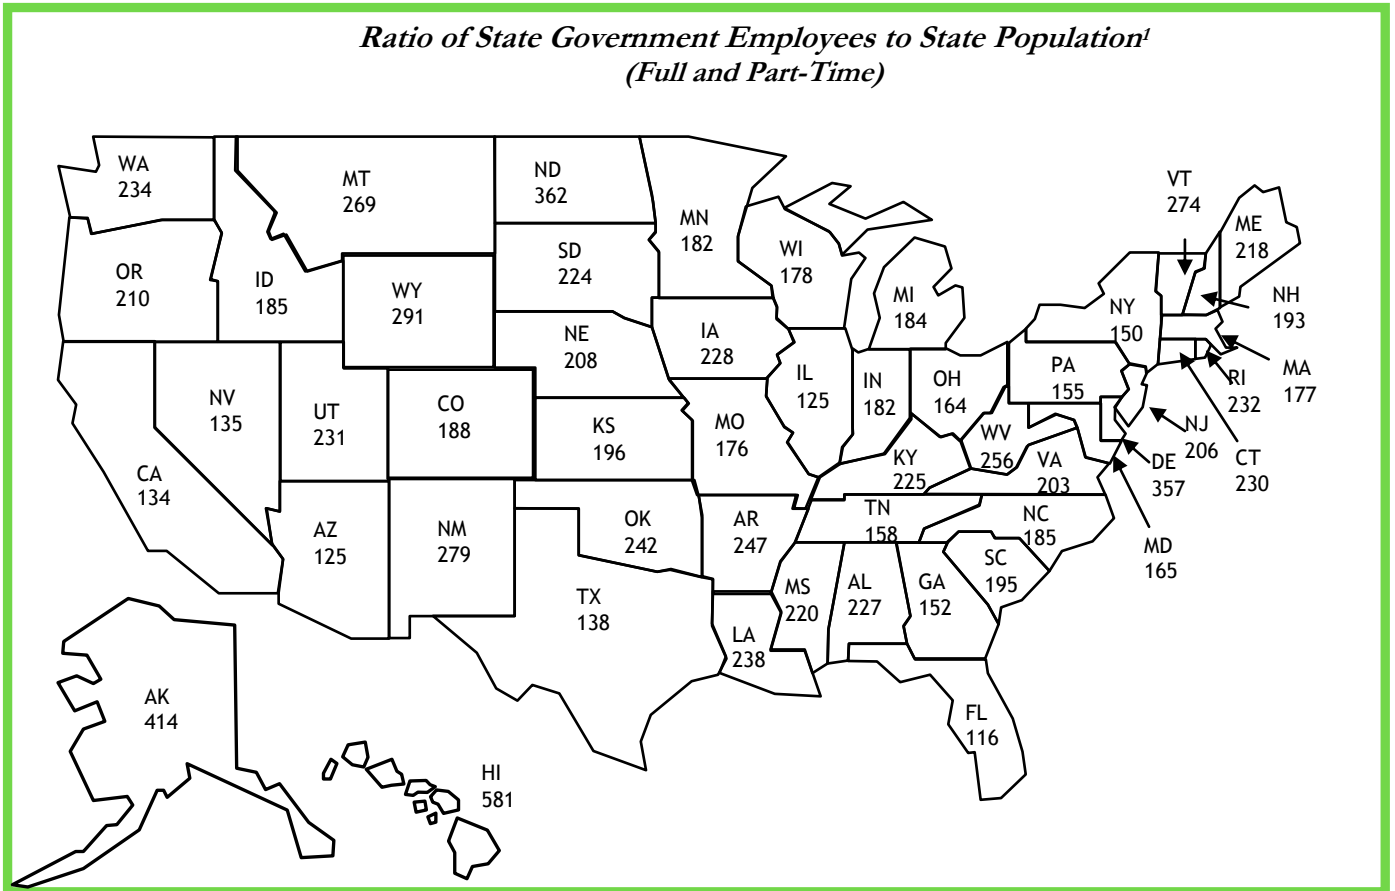 Ratio of State Government Employees to State Population¹
(Full and Part-Time)
WA
234
MT
269
ND
362
MN
182
VT
274
ME
218
OR
210
ID
185
WY
291
SD
224
WI
178
MI
184
NY
150
NH
193
NE
208
IA
228
IL
125
IN
182
OH
164
PA
155
MA
177
RI
232
NV
135
UT
231
CO
188
KS
196
MO
176
WV
256
NJ
206
CT
230
CA
134
KY
225
VA
203
DE
357
MD
165
AZ
125
NM
279
OK
242
AR
247
TN
158
NC
185
SC
195
TX
138
MS
220
AL
227
GA
152
LA
238
AK
414
FL
116
HI
581